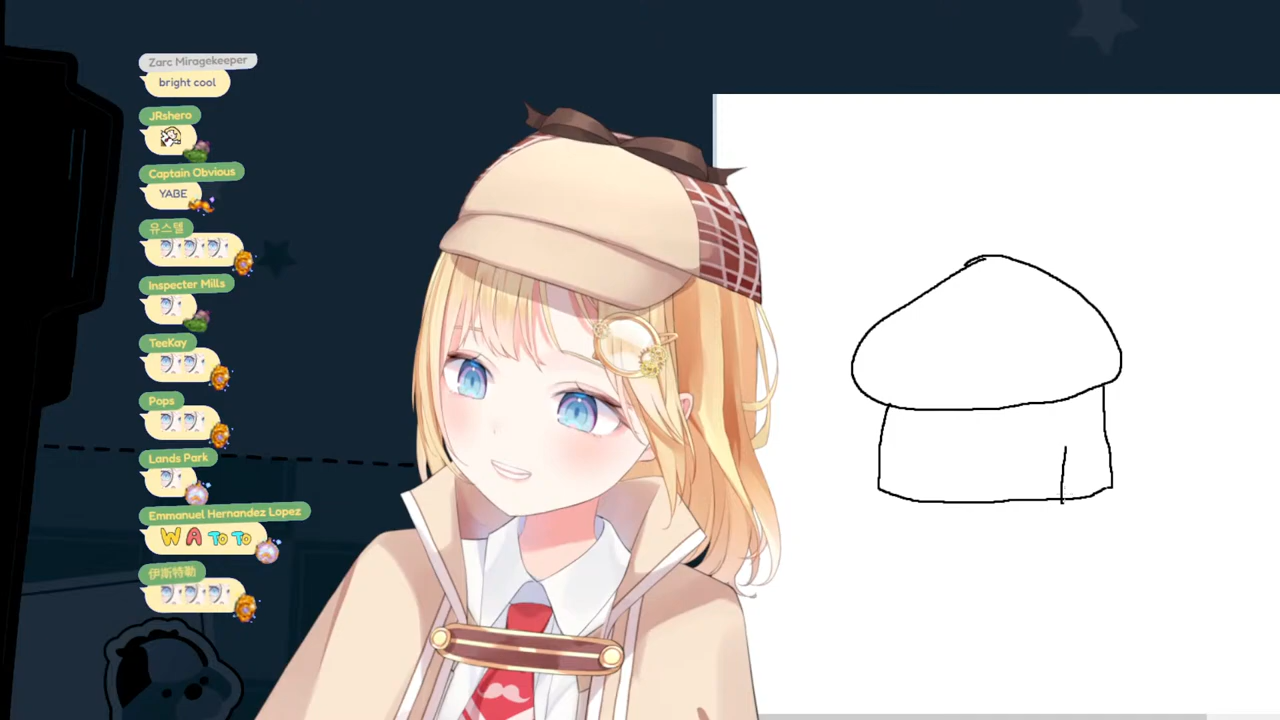 Zarc Miragekeeper
bright cool
JRshero
Captain Obvious
YABE
유스델
Inspecter Mills
TeeKay
Pops
Lands Park
Emmanuel Hernandez Lopez
WATOTO
伊斯特勒